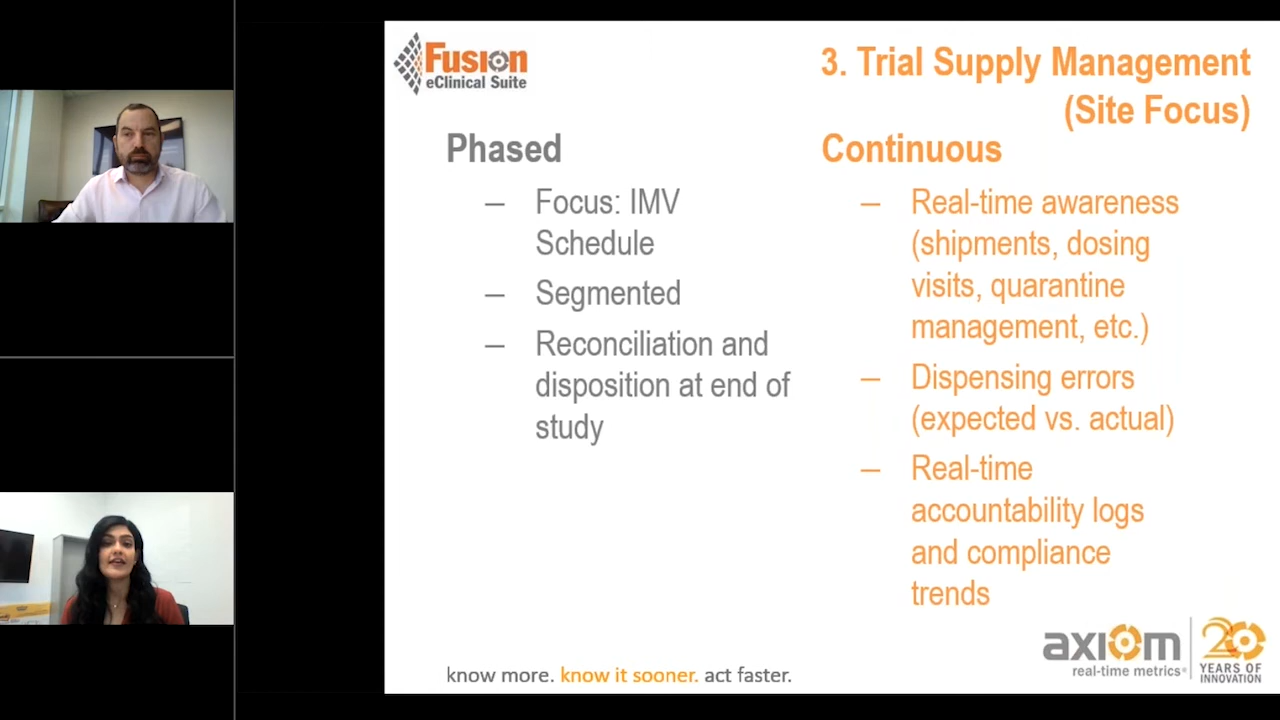 Fusion
eClinical Suite
3. Trial Supply Management
(Site Focus)
Phased
– Focus: IMV
Schedule
– Segmented
– Reconciliation and
disposition at end of
study
Continuous
– Real-time awareness
(shipments, dosing
visits, quarantine
management, etc.)
– Dispensing errors
(expected vs. actual)
– Real-time
accountability logs
and compliance
trends
know more. know it sooner. act faster.
axiom
real-time metrics®
20
YEARS OF
INNOVATION